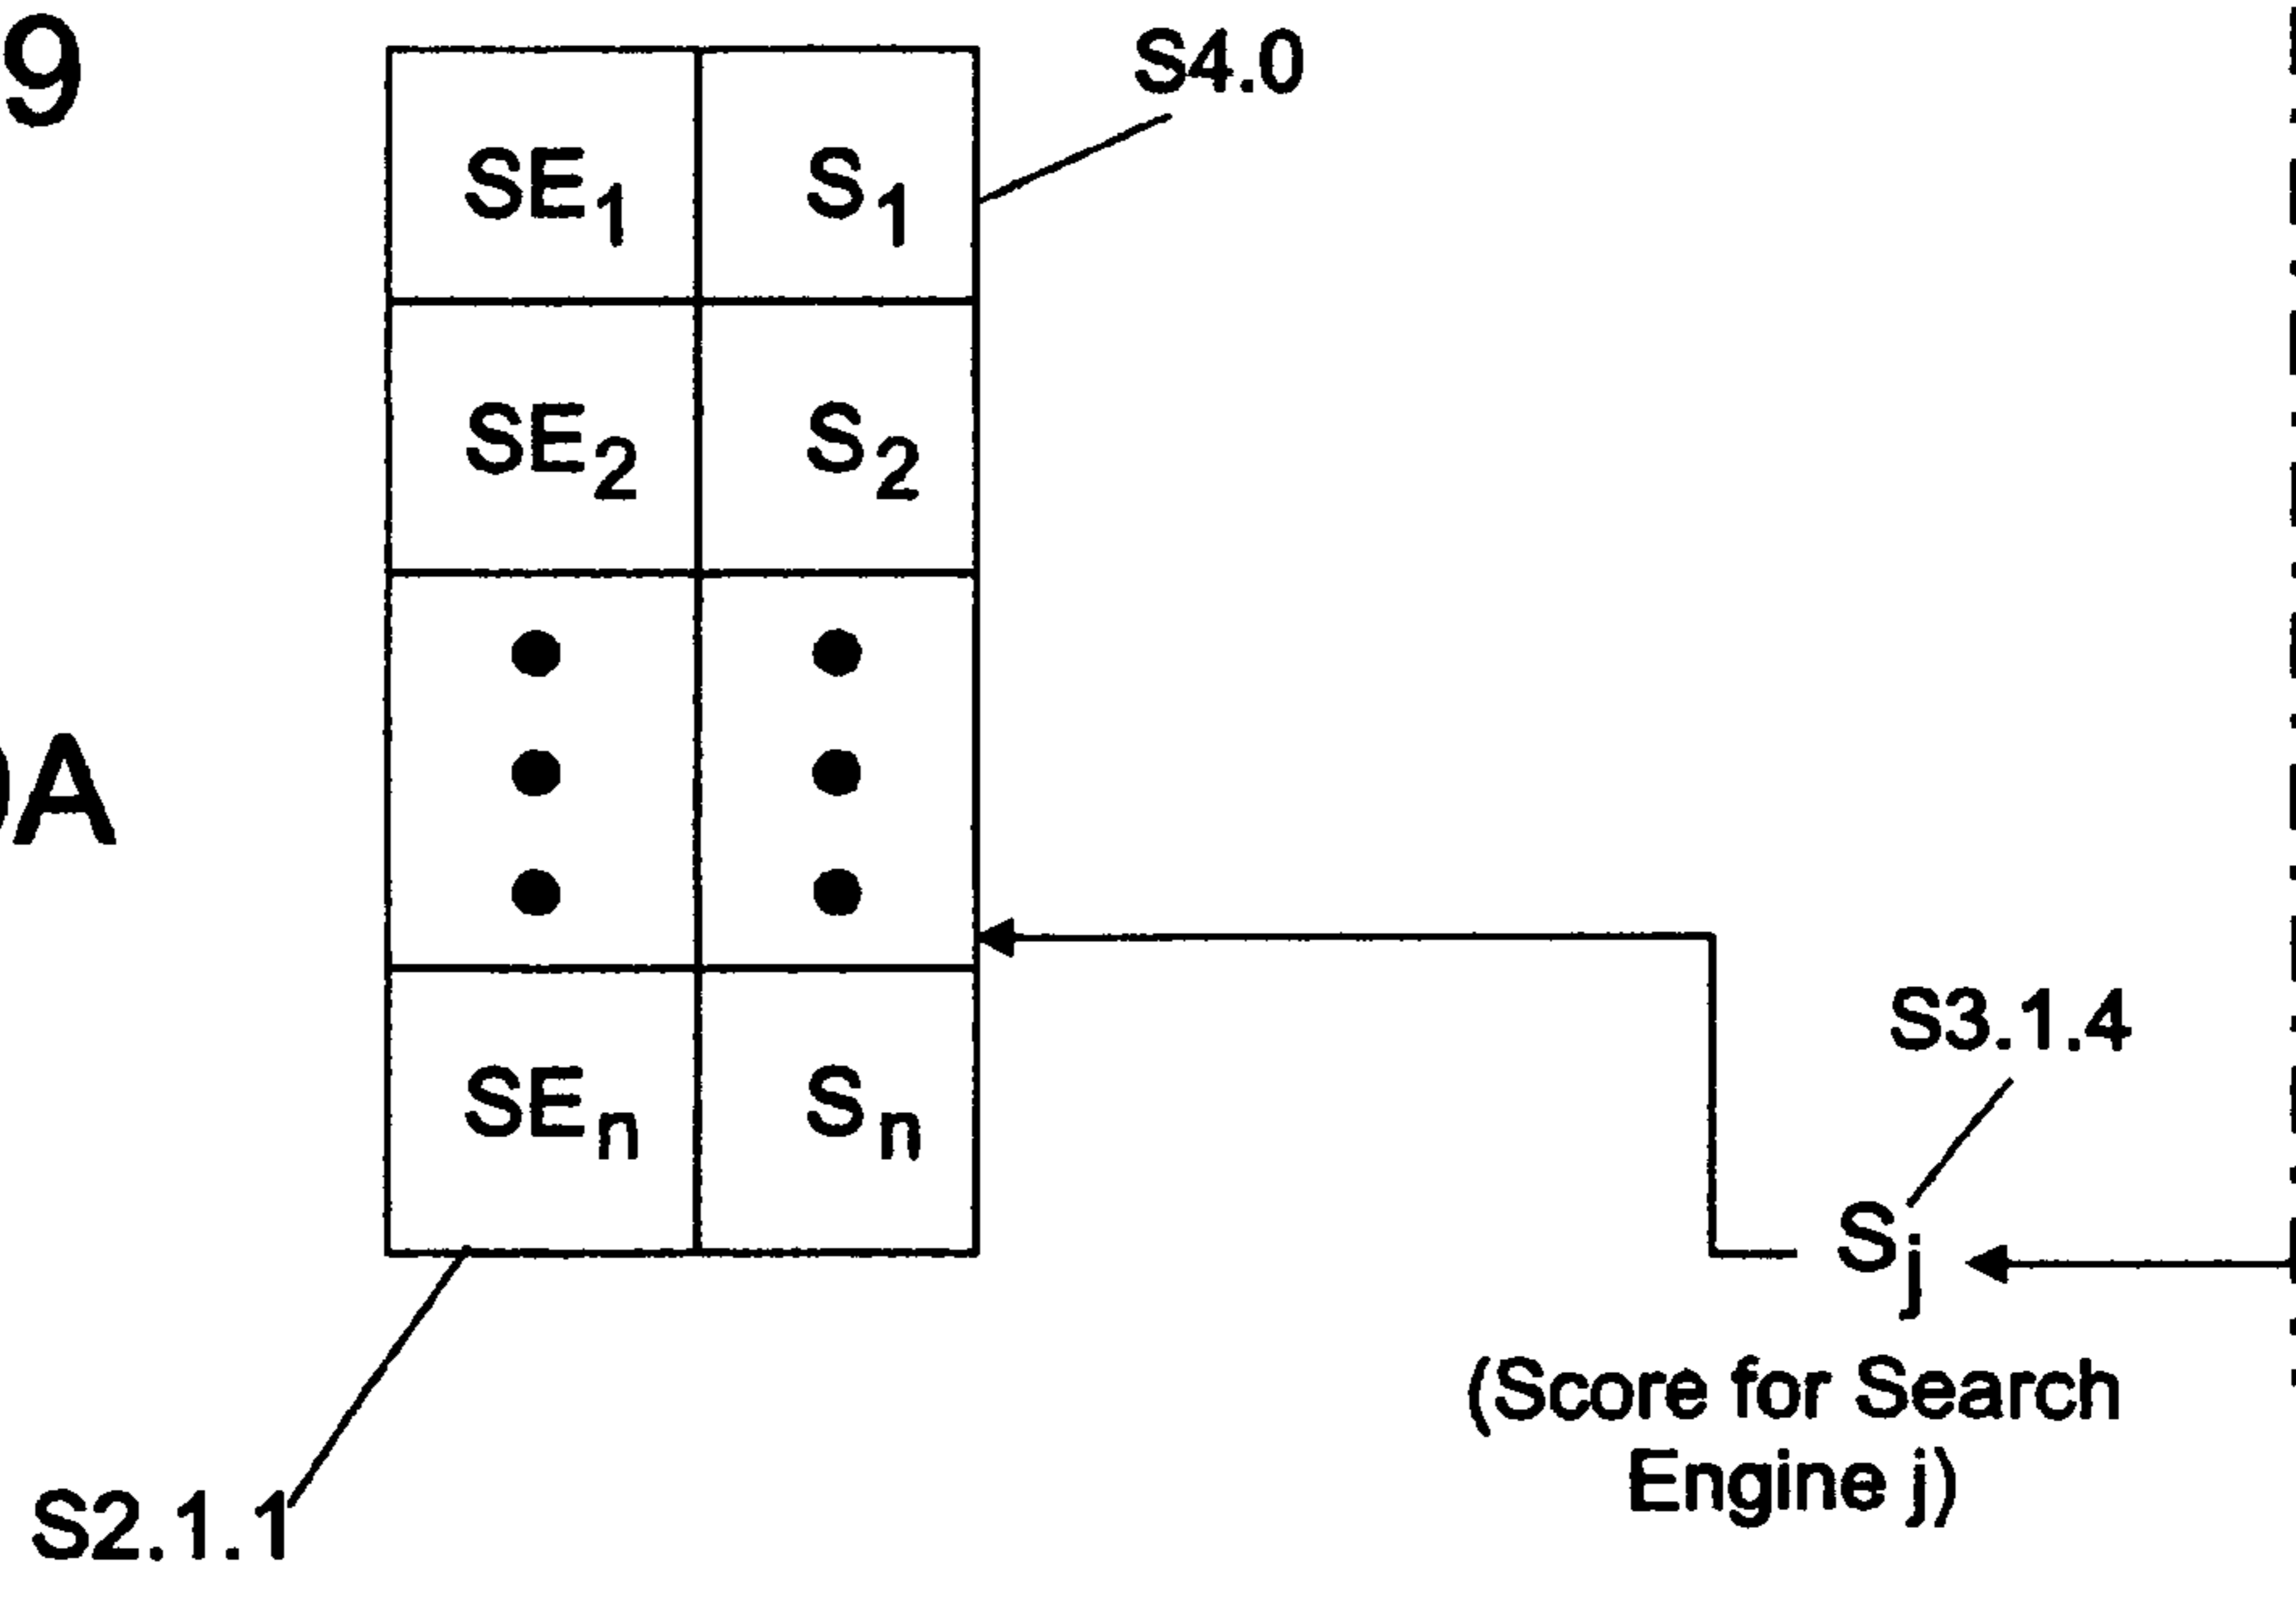 9
S4.0
SE₁ S₁
SE₂ S₂
A
SEₙ Sₙ
S3.1.4
Sⱼ
(Score for Search
Engine j)
S2.1.1